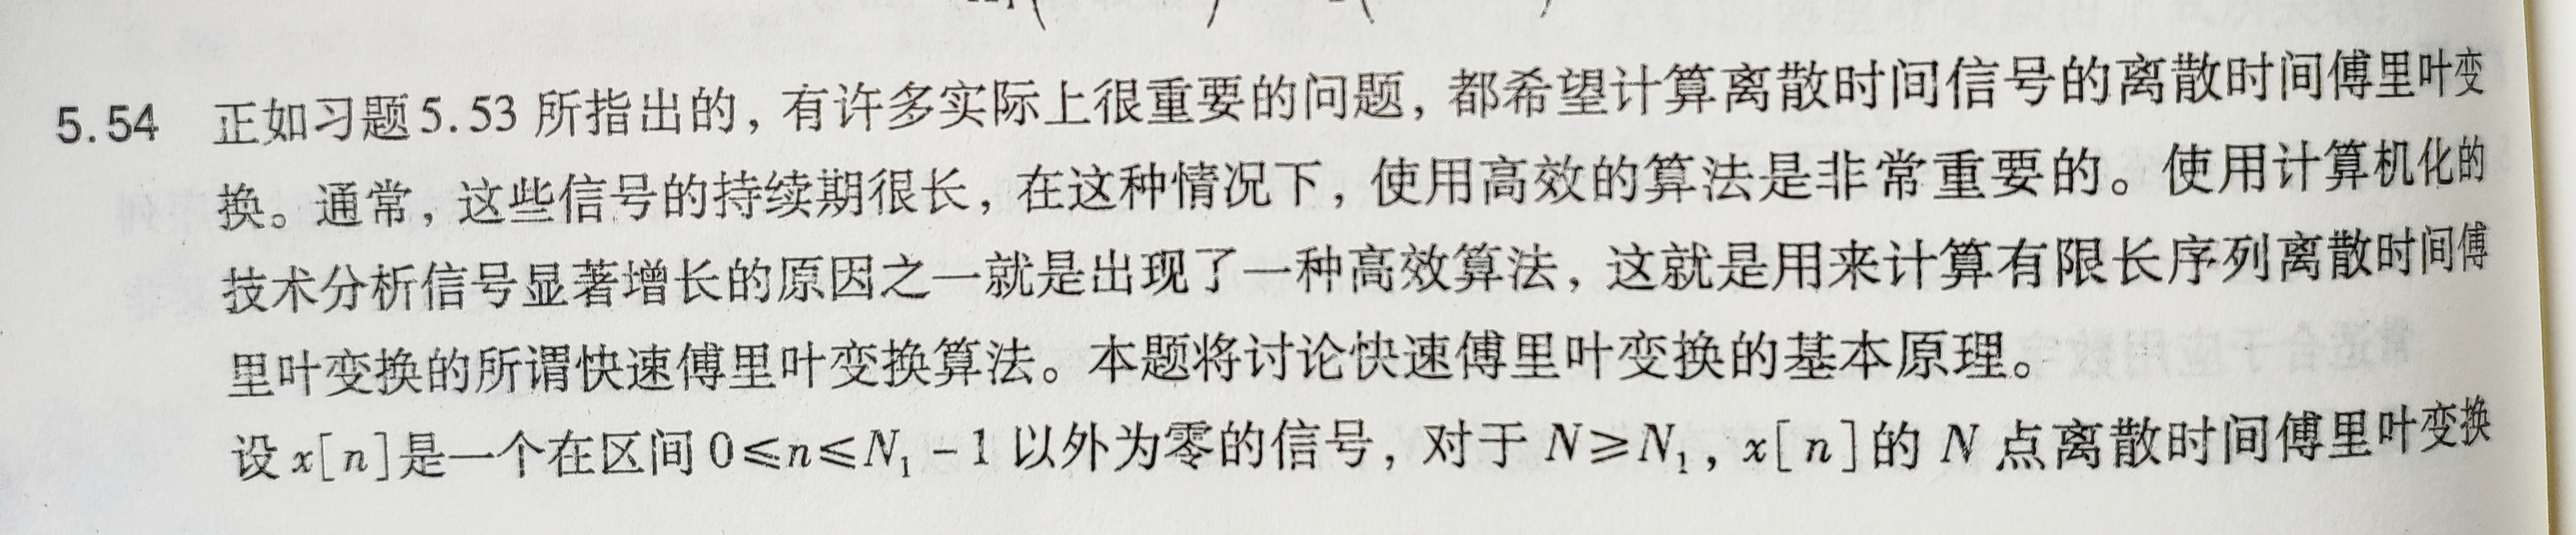 5.54 正如习题5.53所指出的，有许多实际上很重要的问题，都希望计算离散时间信号的离散时间傅里叶变
换。通常，这些信号的持续期很长，在这种情况下，使用高效的算法是非常重要的。使用计算机化的
技术分析信号显著增长的原因之一就是出现了一种高效算法，这就是用来计算有限长序列离散时间傅
里叶变换的所谓快速傅里叶变换算法。本题将讨论快速傅里叶变换的基本原理。
设 x[n]是一个在区间 0≤n≤N₁－1 以外为零的信号，对于 N≥N₁，x[n]的 N 点离散时间傅里叶变换